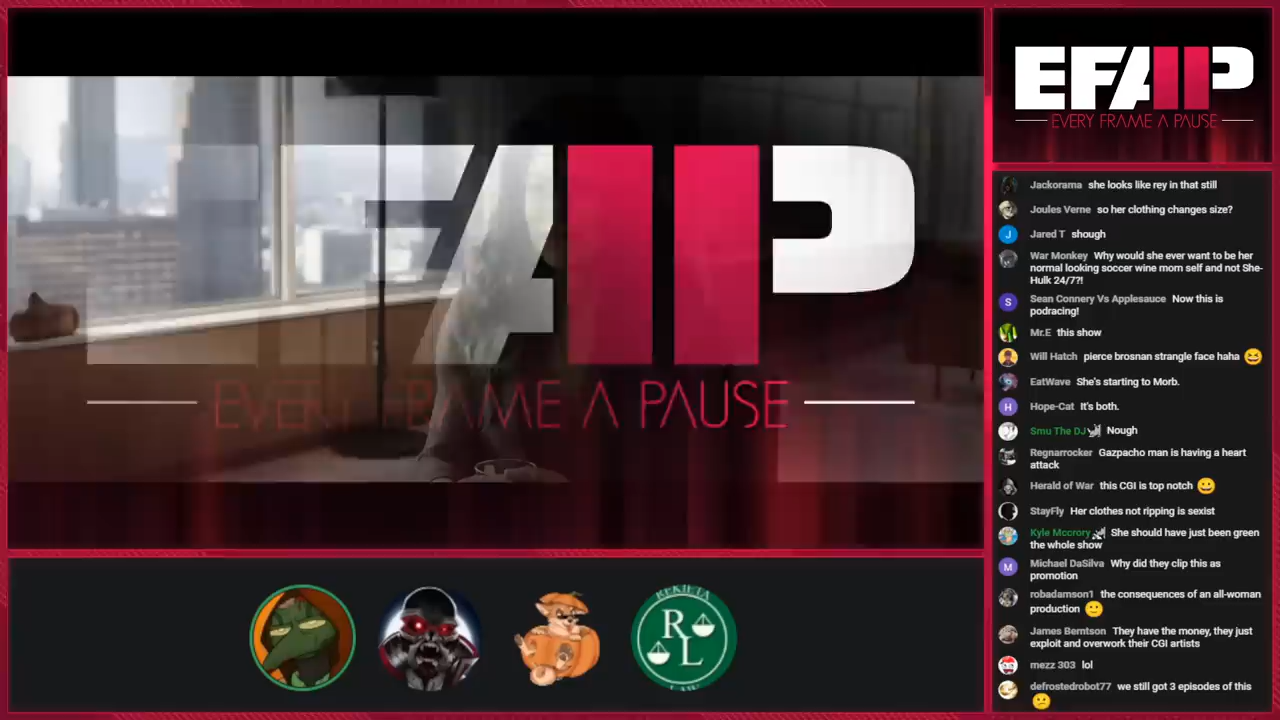 EFAP
EVERY FRAME A PAUSE
EFAP
EVERY FRAME A PAUSE
Jackorama she looks like rey in that still
Joules Verne so her clothing changes size?
J
Jared T shough
War Monkey Why would she ever want to be her
normal looking soccer wine mom self and not She-
Hulk 24/7?!
S
Sean Connery Vs Applesauce Now this is
podracing!
Mr.E this show
Will Hatch pierce brosnan strangle face haha 😆
EatWave She's starting to Morb.
H
Hope-Cat It's both.
Smu The DJ Nough
Regnarrocker Gazpacho man is having a heart
attack
Herald of War this CGI is top notch 😀
StayFly Her clothes not ripping is sexist
Kyle Mccrory She should have just been green
the whole show
M
Michael DaSilva Why did they clip this as
promotion
robadamson1 the consequences of an all-woman
production 🙂
James Berntson They have the money, they just
exploit and overwork their CGI artists
mezz 303 lol
defrostedrobot77 we still got 3 episodes of this
😕
REKIETA
RL
LAW